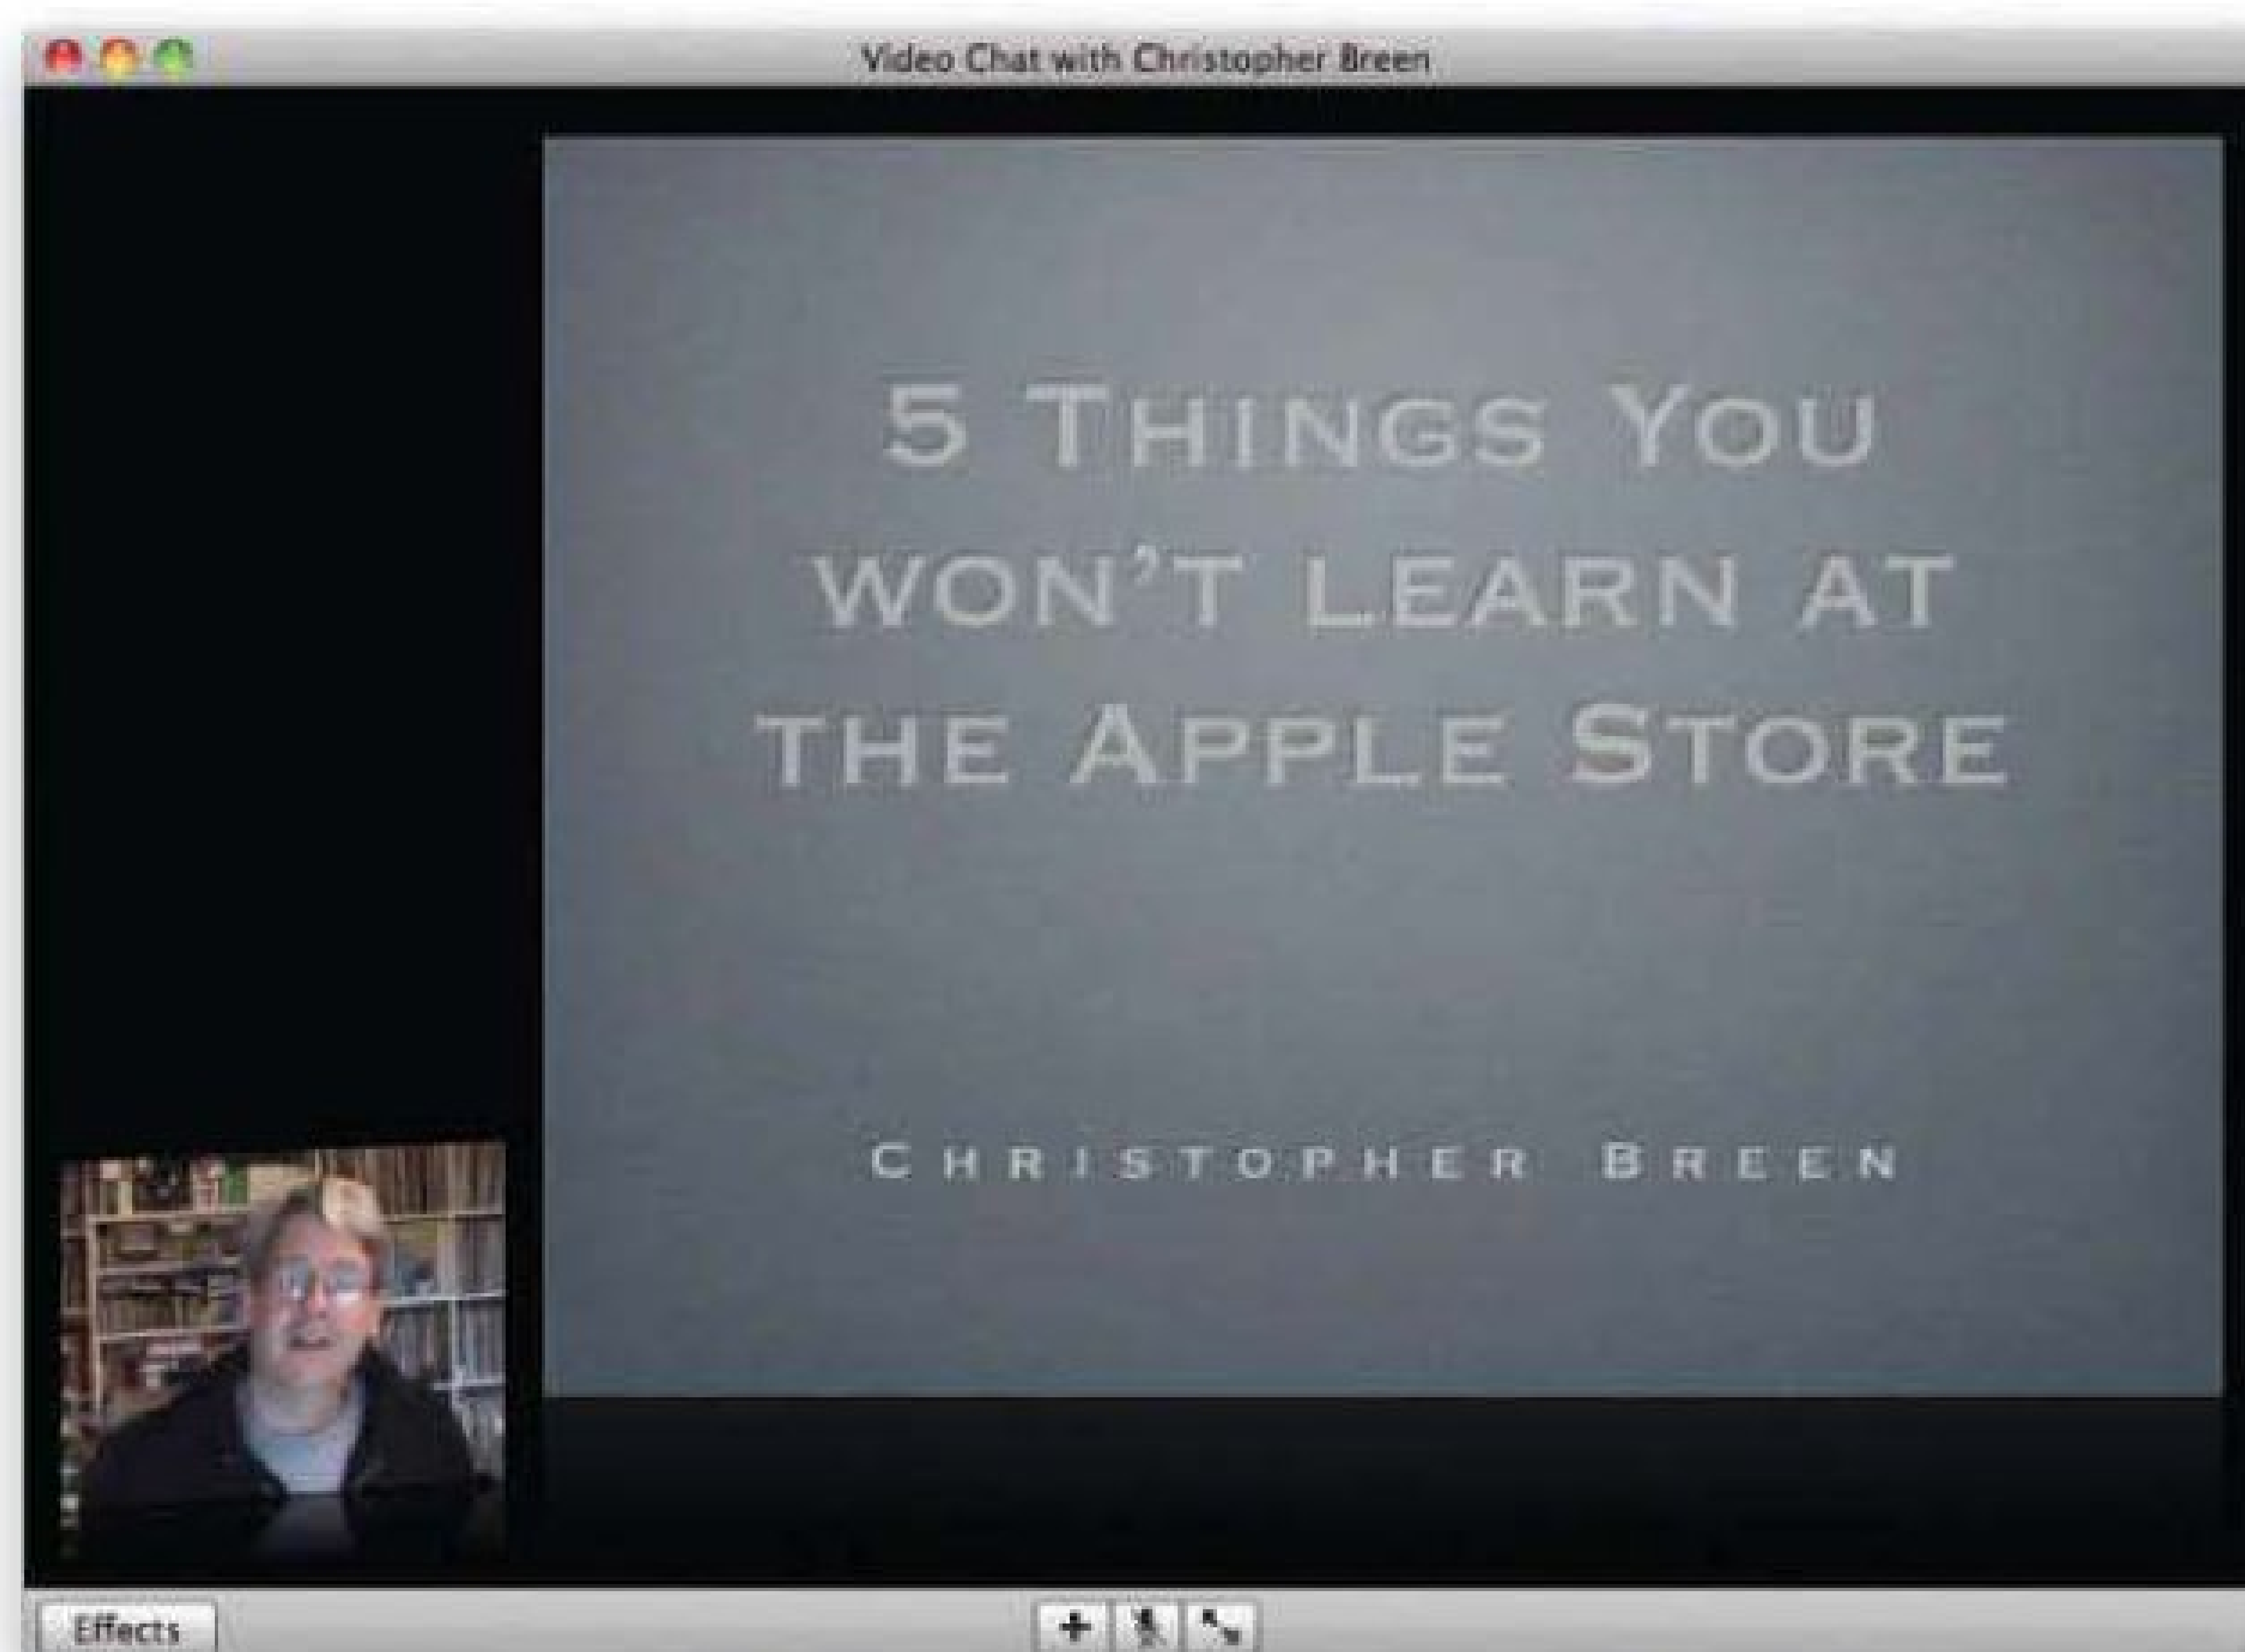 Video Chat with Christopher Breen
5 THINGS YOU
WON'T LEARN AT
THE APPLE STORE
CHRISTOPHER BREEN
Effects